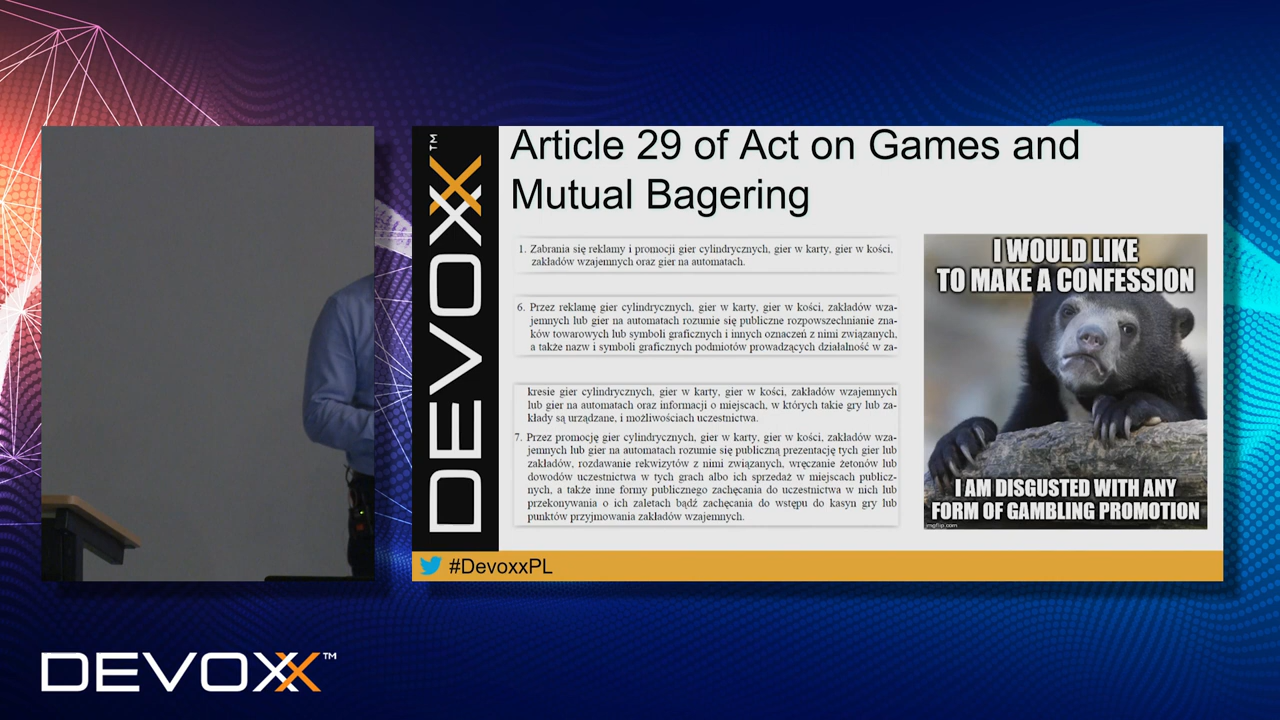 DEVOXX™
Article 29 of Act on Games and
Mutual Bagering
1. Zabrania się reklamy i promocji gier cylindrycznych, gier w karty, gier w kości,
zakładów wzajemnych oraz gier na automatach.
6. Przez reklamę gier cylindrycznych, gier w karty, gier w kości, zakładów wza-
jemnych lub gier na automatach rozumie się publiczne rozpowszechnianie zna-
ków towarowych lub symboli graficznych i innych oznaczeń z nimi związanych,
a także nazw i symboli graficznych podmiotów prowadzących działalność w za-
kresie gier cylindrycznych, gier w karty, gier w kości, zakładów wzajemnych
lub gier na automatach oraz informacji o miejscach, w których takie gry lub za-
kłady są urządzane, i możliwościach uczestnictwa.
7. Przez promocję gier cylindrycznych, gier w karty, gier w kości, zakładów wza-
jemnych lub gier na automatach rozumie się publiczną prezentację tych gier lub
zakładów, rozdawanie rekwizytów z nimi związanych, wręczanie żetonów lub
dowodów uczestnictwa w tych grach albo ich sprzedaż w miejscach publicz-
nych, a także inne formy publicznego zachęcania do uczestnictwa w nich lub
przekonywania o ich zaletach bądź zachęcania do wstępu do kasyn gry lub
punktów przyjmowania zakładów wzajemnych.
I WOULD LIKE
TO MAKE A CONFESSION
I AM DISGUSTED WITH ANY
FORM OF GAMBLING PROMOTION
imgflip.com
#DevoxxPL
DEVOXX™